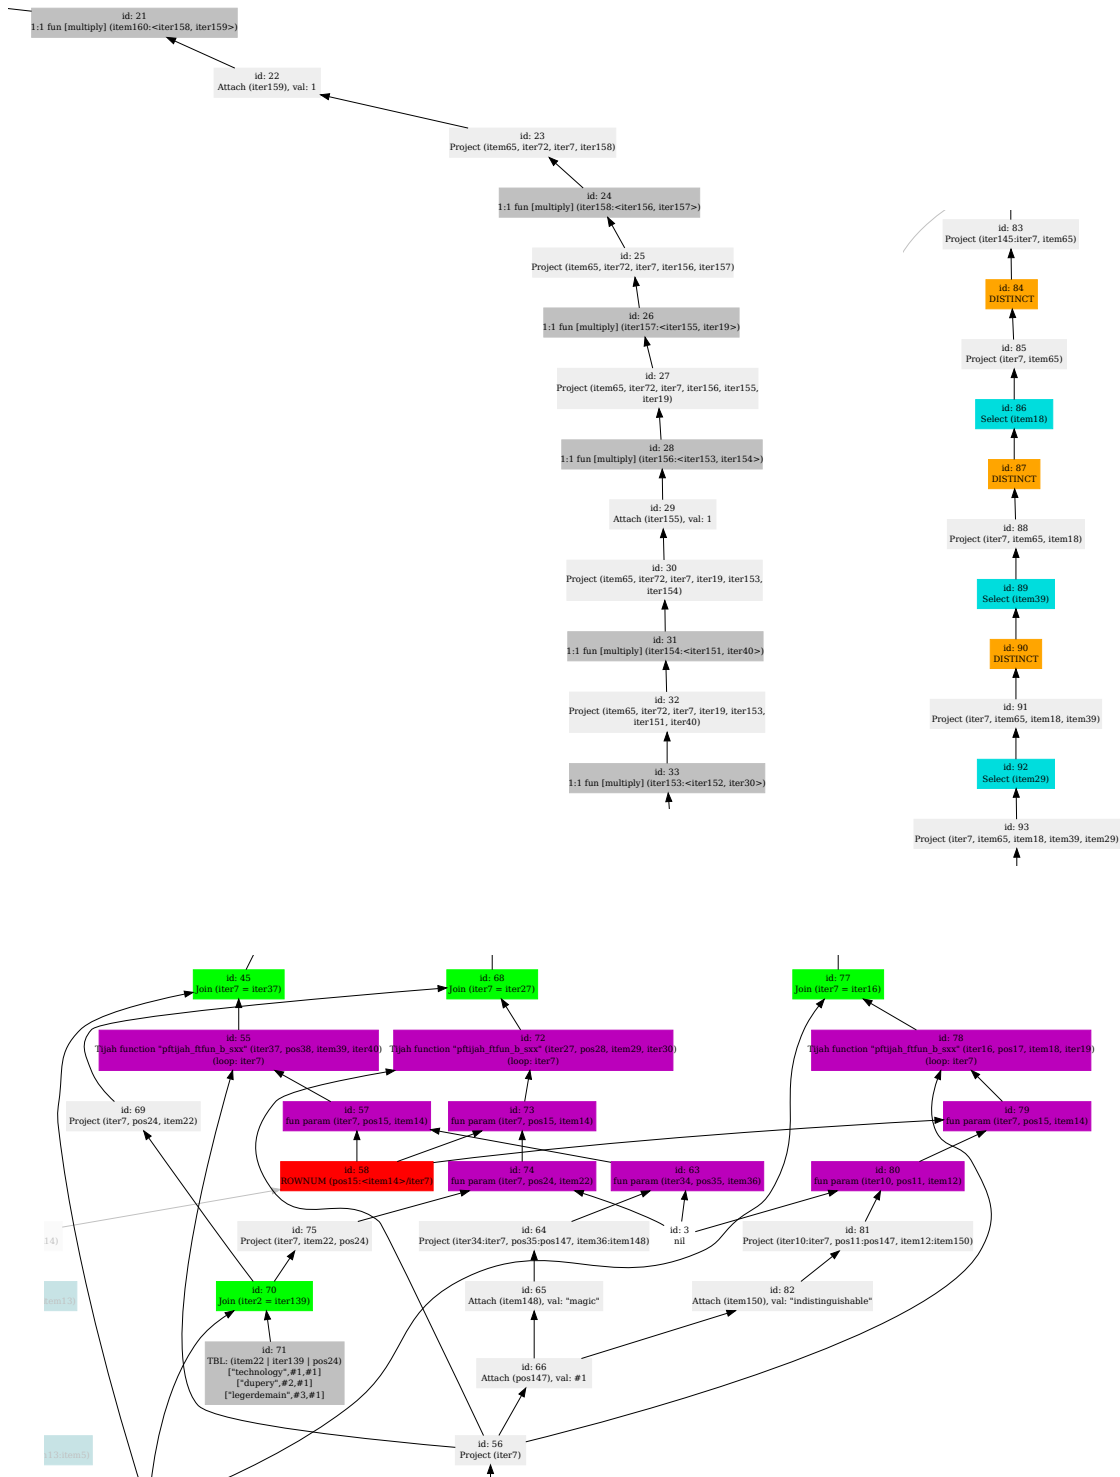 id: 21
1:1 fun [multiply] (item160:<iter158, iter159>)
id: 22
Attach (iter159), val: 1
id: 23
Project (item65, iter72, iter7, iter158)
id: 24
1:1 fun [multiply] (iter158:<iter156, iter157>)
id: 25
Project (item65, iter72, iter7, iter156, iter157)
id: 26
1:1 fun [multiply] (iter157:<iter155, iter19>)
id: 27
Project (item65, iter72, iter7, iter156, iter155,
iter19)
id: 28
1:1 fun [multiply] (iter156:<iter153, iter154>)
id: 29
Attach (iter155), val: 1
id: 30
Project (item65, iter72, iter7, iter19, iter153,
iter154)
id: 31
1:1 fun [multiply] (iter154:<iter151, iter40>)
id: 32
Project (item65, iter72, iter7, iter19, iter153,
iter151, iter40)
id: 33
1:1 fun [multiply] (iter153:<iter152, iter30>)
id: 83
Project (iter145:iter7, item65)
id: 84
DISTINCT
id: 85
Project (iter7, item65)
id: 86
Select (item18)
id: 87
DISTINCT
id: 88
Project (iter7, item65, item18)
id: 89
Select (item39)
id: 90
DISTINCT
id: 91
Project (iter7, item65, item18, item39)
id: 92
Select (item29)
id: 93
Project (iter7, item65, item18, item39, item29)
id: 45
Join (iter7 = iter37)
id: 68
Join (iter7 = iter27)
id: 77
Join (iter7 = iter16)
id: 55
Tijah function "pftijah_ftfun_b_sxx" (iter37, pos38, item39, iter40)
(loop: iter7)
id: 72
Tijah function "pftijah_ftfun_b_sxx" (iter27, pos28, item29, iter30)
(loop: iter7)
id: 78
Tijah function "pftijah_ftfun_b_sxx" (iter16, pos17, item18, iter19)
(loop: iter7)
id: 69
Project (iter7, pos24, item22)
id: 57
fun param (iter7, pos15, item14)
id: 73
fun param (iter7, pos15, item14)
id: 79
fun param (iter7, pos15, item14)
id: 58
ROWNUM (pos15:<item14>/iter7)
id: 74
fun param (iter7, pos24, item22)
id: 63
fun param (iter34, pos35, item36)
id: 80
fun param (iter10, pos11, item12)
14)
id: 75
Project (iter7, item22, pos24)
id: 64
Project (iter34:iter7, pos35:pos147, item36:item148)
id: 3
nil
id: 81
Project (iter10:iter7, pos11:pos147, item12:item150)
item13)
id: 70
Join (iter2 = iter139)
id: 65
Attach (item148), val: "magic"
id: 82
Attach (item150), val: "indistinguishable"
id: 71
TBL: (item22 | iter139 | pos24)
["technology",#1,#1]
["dupery",#2,#1]
["legerdemain",#3,#1]
id: 66
Attach (pos147), val: #1
id: 56
Project (iter7)